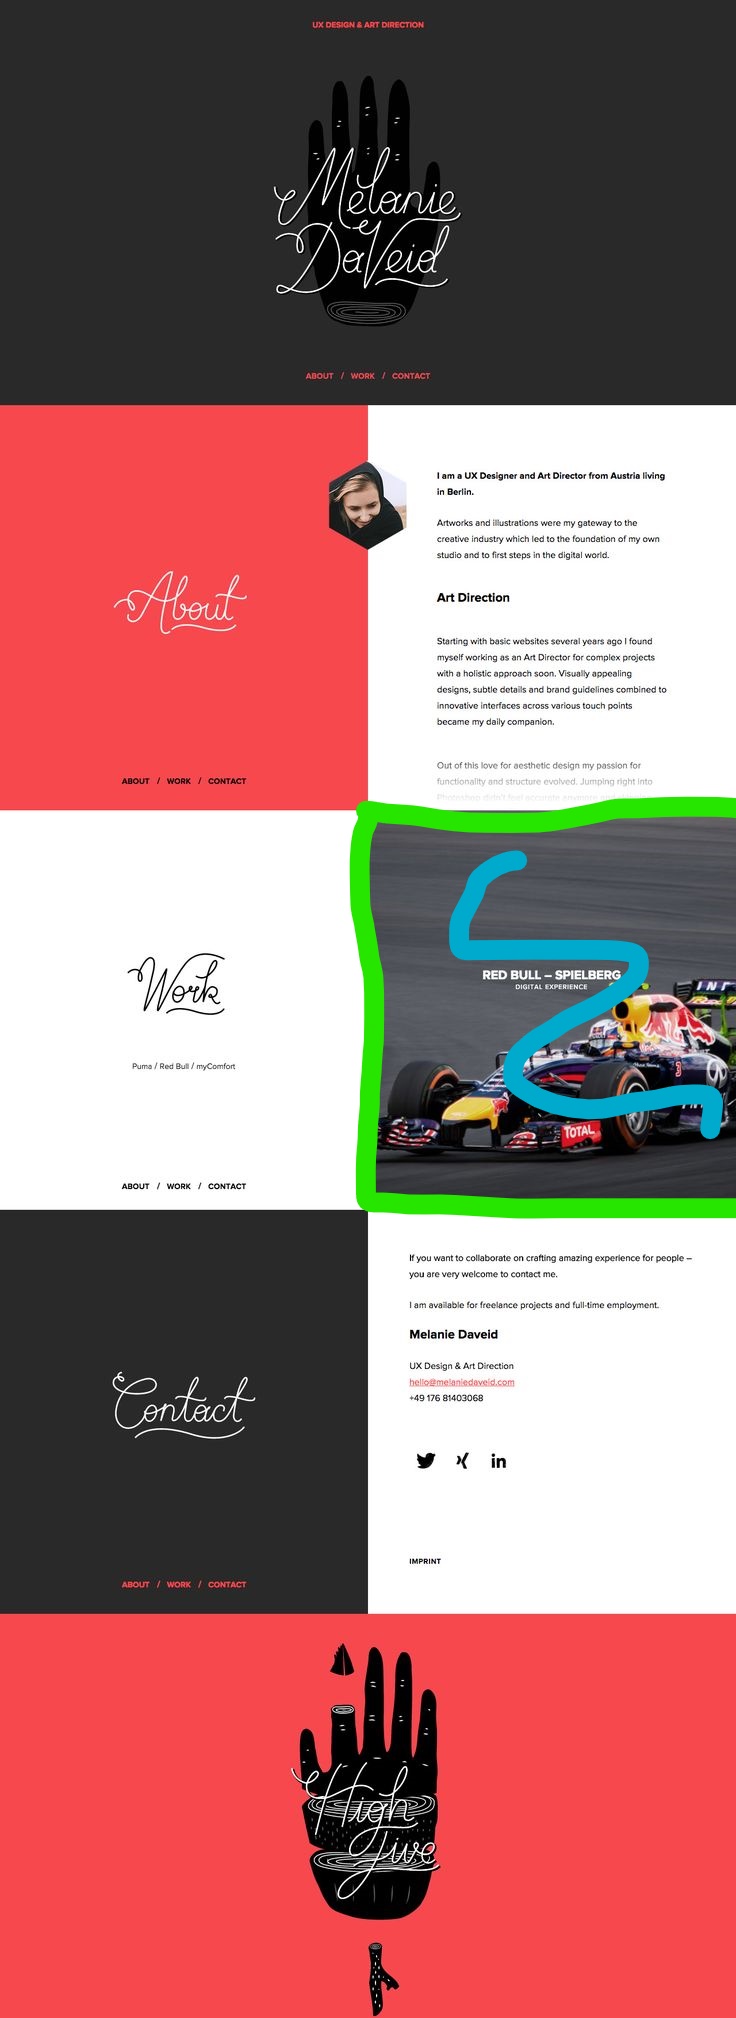 UX DESIGN & ART DIRECTION
Melanie
DaVeid
ABOUT / WORK / CONTACT
I am a UX Designer and Art Director from Austria living
in Berlin.
Artworks and illustrations were my gateway to the
creative industry which led to the foundation of my own
studio and to first steps in the digital world.
About
Art Direction
Starting with basic websites several years ago I found
myself working as an Art Director for complex projects
with a holistic approach soon. Visually appealing
designs, subtle details and brand guidelines combined to
innovative interfaces across various touch points
became my daily companion.
Out of this love for aesthetic design my passion for
functionality and structure evolved. Jumping right into
Photoshop didn't feel accurate anymore and
ABOUT / WORK / CONTACT
Work
Puma / Red Bull / myComfort
ABOUT / WORK / CONTACT
RED BULL – SPIELBERG
DIGITAL EXPERIENCE
TOTAL
Contact
ABOUT / WORK / CONTACT
If you want to collaborate on crafting amazing experience for people –
you are very welcome to contact me.
I am available for freelance projects and full-time employment.
Melanie Daveid
UX Design & Art Direction
hello@melaniedaveid.com
+49 176 81403068
in
IMPRINT
High
Five